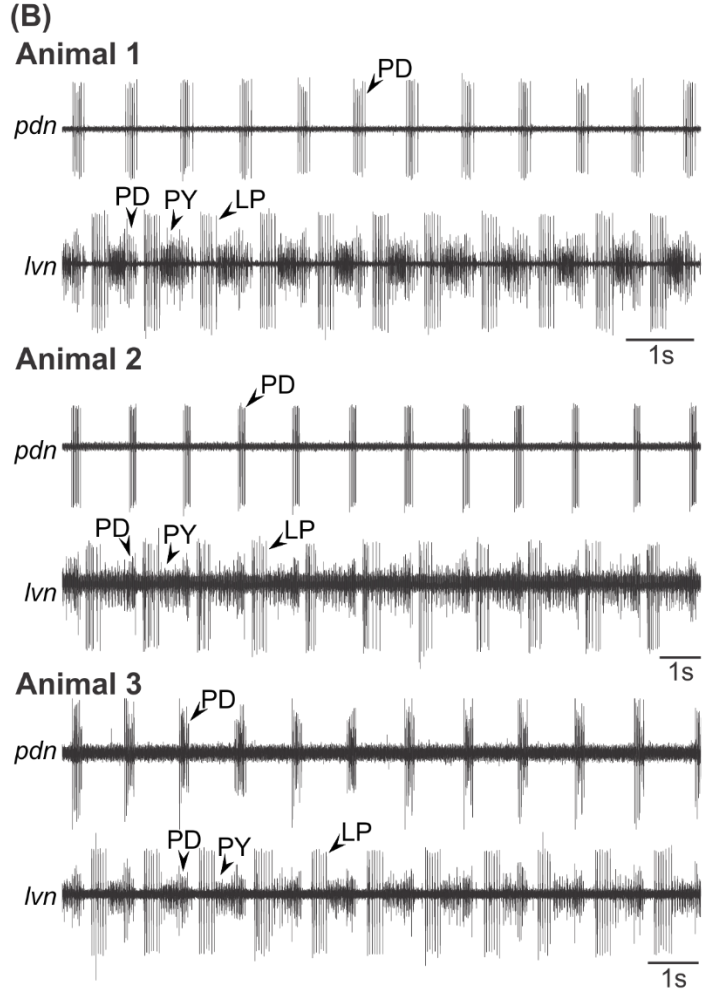 (B)
Animal 1
PD
pdn
PD PY LP
lvn
1s
Animal 2
PD
pdn
PD PY LP
lvn
1s
Animal 3
PD
pdn
PD PY LP
lvn
1s